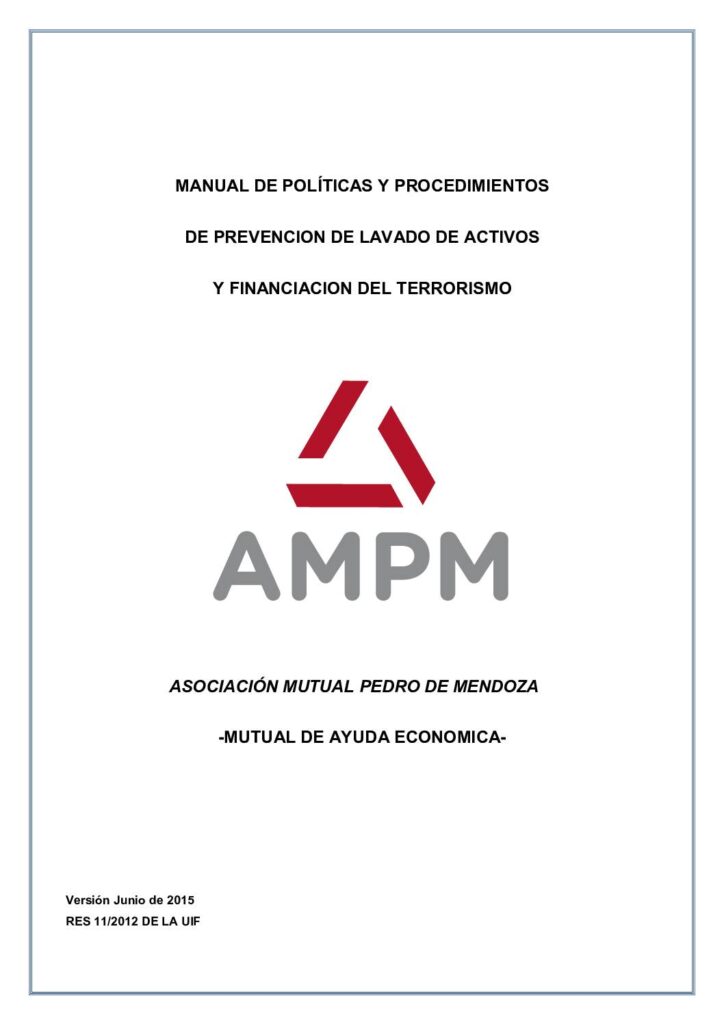 MANUAL DE POLÍTICAS Y PROCEDIMIENTOS
DE PREVENCION DE LAVADO DE ACTIVOS
Y FINANCIACION DEL TERRORISMO
AMPM
ASOCIACIÓN MUTUAL PEDRO DE MENDOZA
-MUTUAL DE AYUDA ECONOMICA-
Versión Junio de 2015
RES 11/2012 DE LA UIF